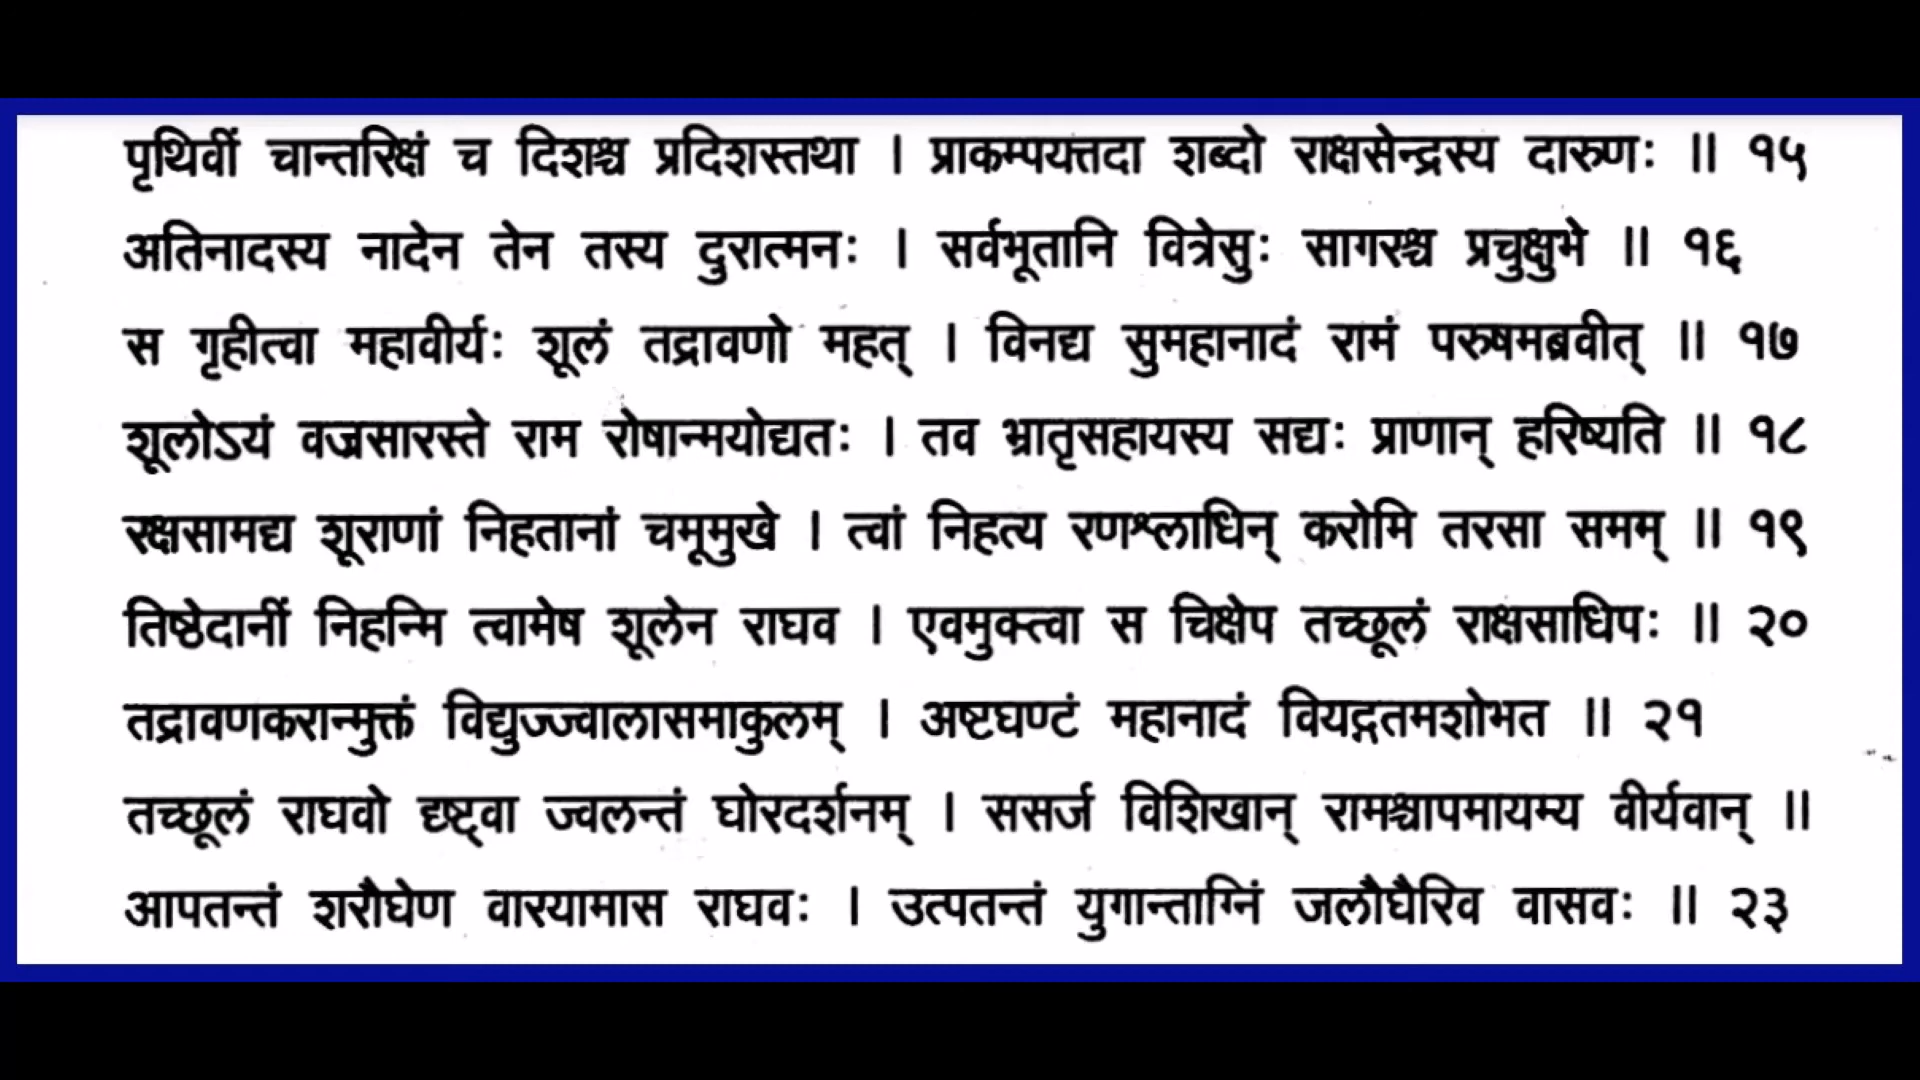 पृथिवीं चान्तरिक्षं च दिशश्च प्रदिशस्तथा । प्राकम्पयत्तदा शब्दो राक्षसेन्द्रस्य दारुणः ॥ १५
अतिनादस्य नादेन तेन तस्य दुरात्मनः । सर्वभूतानि वित्रेसुः सागरश्च प्रचुक्षुभे ॥ १६
स गृहीत्वा महावीर्यः शूलं तद्रावणो महत् । विनद्य सुमहानादं रामं परुषमब्रवीत् ॥ १७
शूलोऽयं वज्रसारस्ते राम रोषान्मयोद्यतः । तव भ्रातृसहायस्य सद्यः प्राणान् हरिष्यति ॥ १८
रक्षसामद्य शूराणां निहतानां चमूमुखे । त्वां निहत्य रणश्लाधिन् करोमि तरसा समम् ॥ १९
तिष्ठेदानीं निहन्मि त्वामेष शूलेन राघव । एवमुक्त्वा स चिक्षेप तच्छूलं राक्षसाधिपः ॥ २०
तद्रावणकरान्मुक्तं विद्युज्ज्वालासमाकुलम् । अष्टघण्टं महानादं वियद्गतमशोभत ॥ २१
तच्छूलं राघवो दृष्ट्वा ज्वलन्तं घोरदर्शनम् । ससर्ज विशिखान् रामश्चापमायम्य वीर्यवान् ॥
आपतन्तं शरौघेण वारयामास राघवः । उत्पतन्तं युगान्ताग्निं जलौघैरिव वासवः ॥ २३